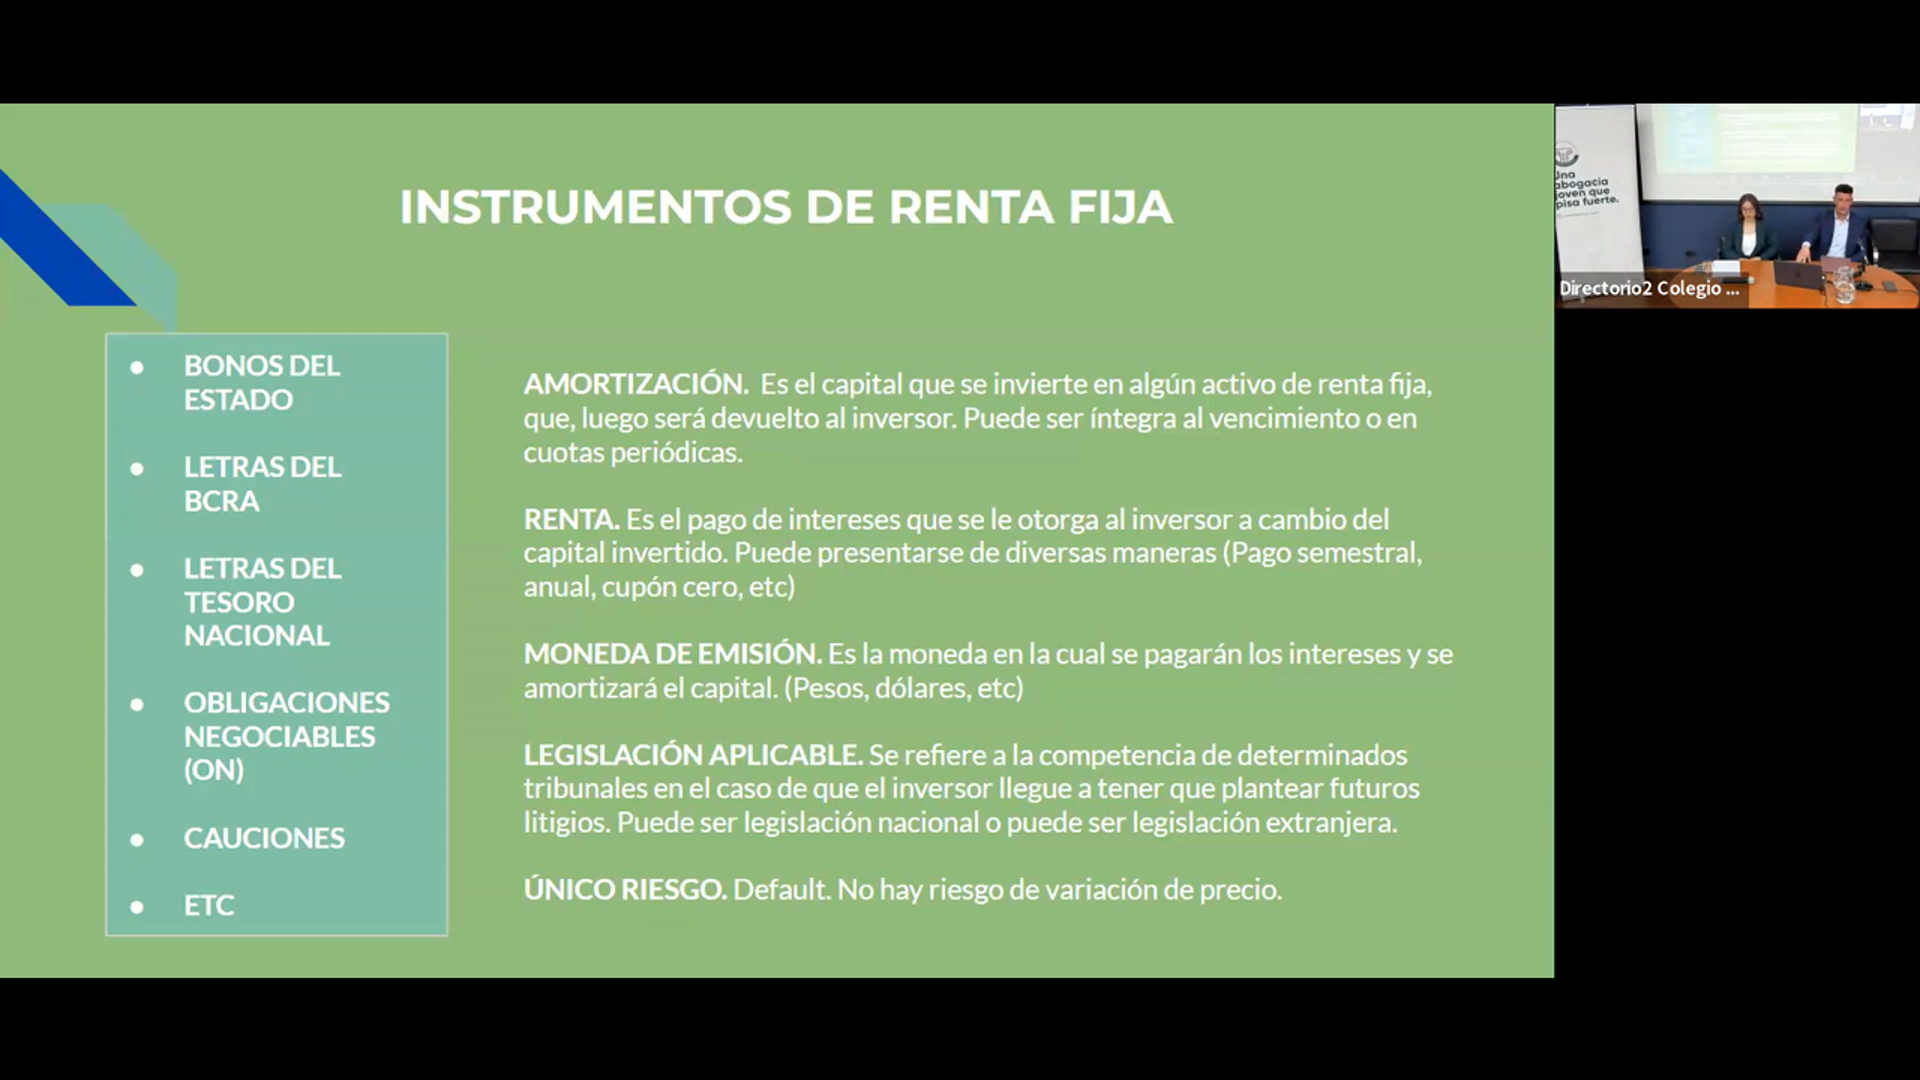 INSTRUMENTOS DE RENTA FIJA
● BONOS DEL
ESTADO
● LETRAS DEL
BCRA
● LETRAS DEL
TESORO
NACIONAL
● OBLIGACIONES
NEGOCIABLES
(ON)
● CAUCIONES
● ETC
AMORTIZACIÓN. Es el capital que se invierte en algún activo de renta fija,
que, luego será devuelto al inversor. Puede ser íntegra al vencimiento o en
cuotas periódicas.
RENTA. Es el pago de intereses que se le otorga al inversor a cambio del
capital invertido. Puede presentarse de diversas maneras (Pago semestral,
anual, cupón cero, etc)
MONEDA DE EMISIÓN. Es la moneda en la cual se pagarán los intereses y se
amortizará el capital. (Pesos, dólares, etc)
LEGISLACIÓN APLICABLE. Se refiere a la competencia de determinados
tribunales en el caso de que el inversor llegue a tener que plantear futuros
litigios. Puede ser legislación nacional o puede ser legislación extranjera.
ÚNICO RIESGO. Default. No hay riesgo de variación de precio.
Una
abogacía
joven que
pisa fuerte.
Directorio2 Colegio ...